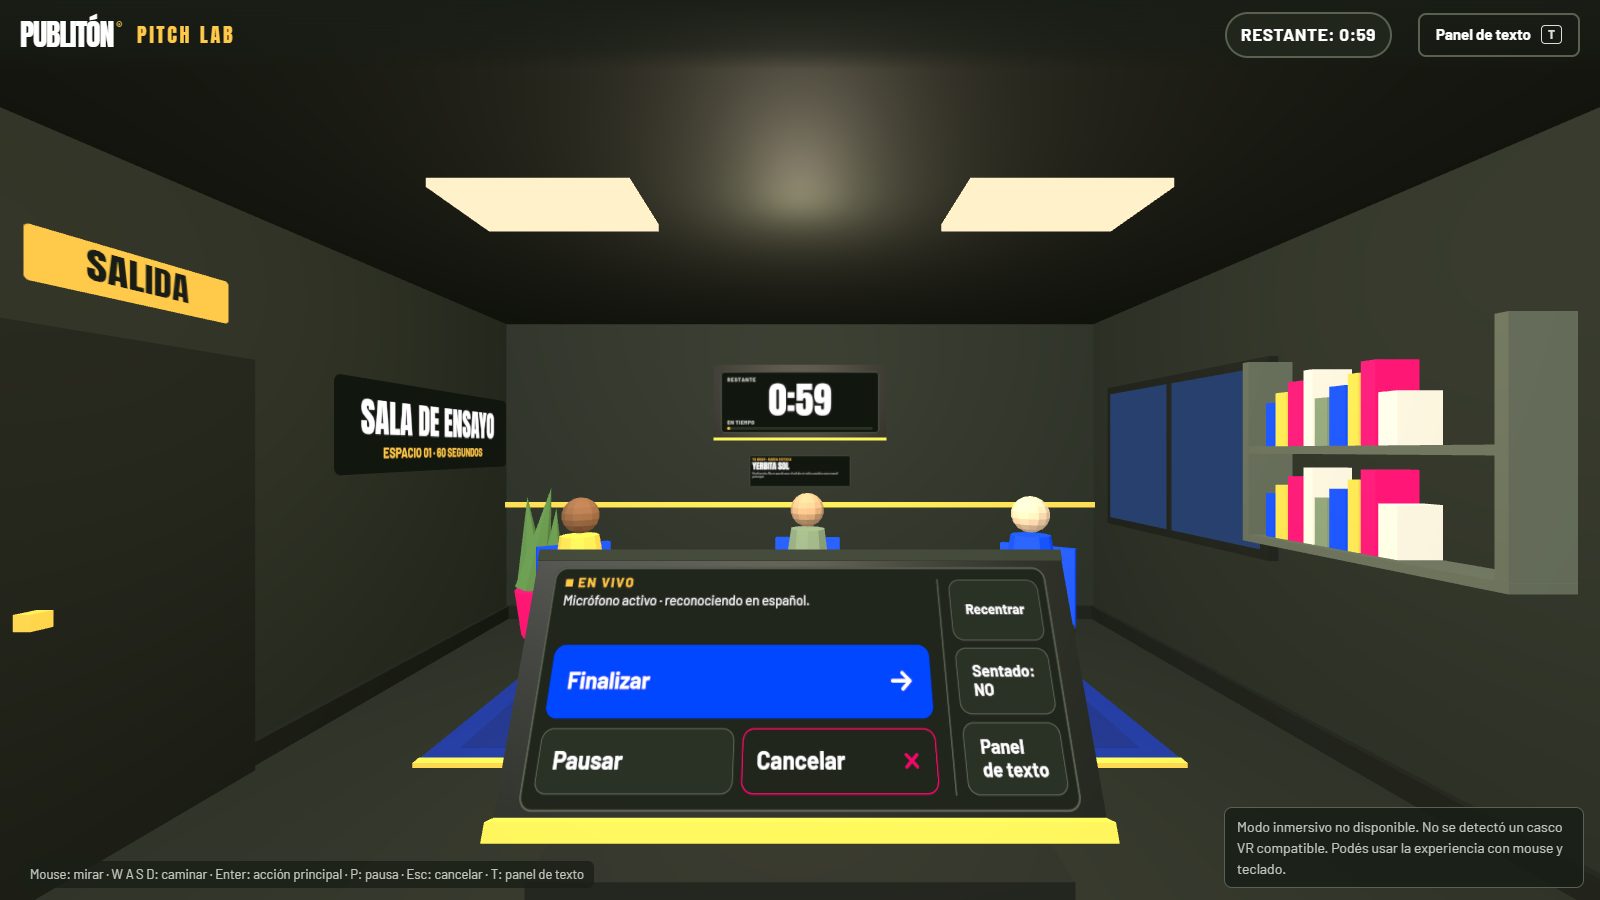 PUBLITÓN PITCH LAB
RESTANTE: 0:59
Panel de texto T
SALIDA
SALA DE ENSAYO
ESPACIO 01 · 60 SEGUNDOS
RESTANTE
0:59
EN TIEMPO
YERBITA SOL
EN VIVO
Micrófono activo · reconociendo en español.
Finalizar
Pausar
Cancelar
Recentrar
Sentado:
NO
Panel
de texto
Mouse: mirar · W A S D: caminar · Enter: acción principal · P: pausa · Esc: cancelar · T: panel de texto
Modo inmersivo no disponible. No se detectó un casco
VR compatible. Podés usar la experiencia con mouse y
teclado.